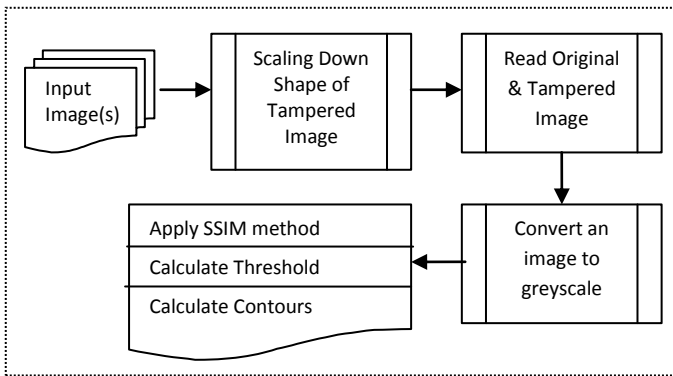 Input
Image(s)
Scaling Down
Shape of
Tampered
Image
Read Original
& Tampered
Image
Convert an
image to
greyscale
Apply SSIM method
Calculate Threshold
Calculate Contours